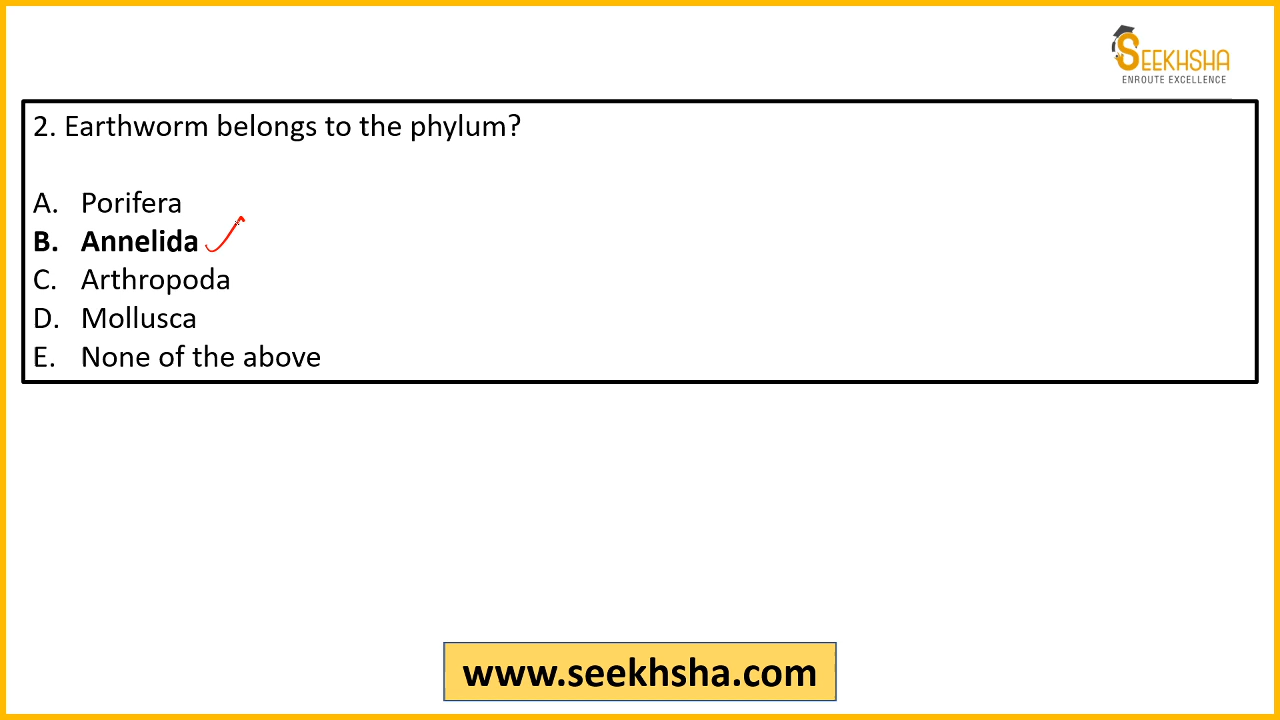 SEEKHSHA
ENROUTE EXCELLENCE
2. Earthworm belongs to the phylum?
A. Porifera
B. Annelida
C. Arthropoda
D. Mollusca
E. None of the above
www.seekhsha.com